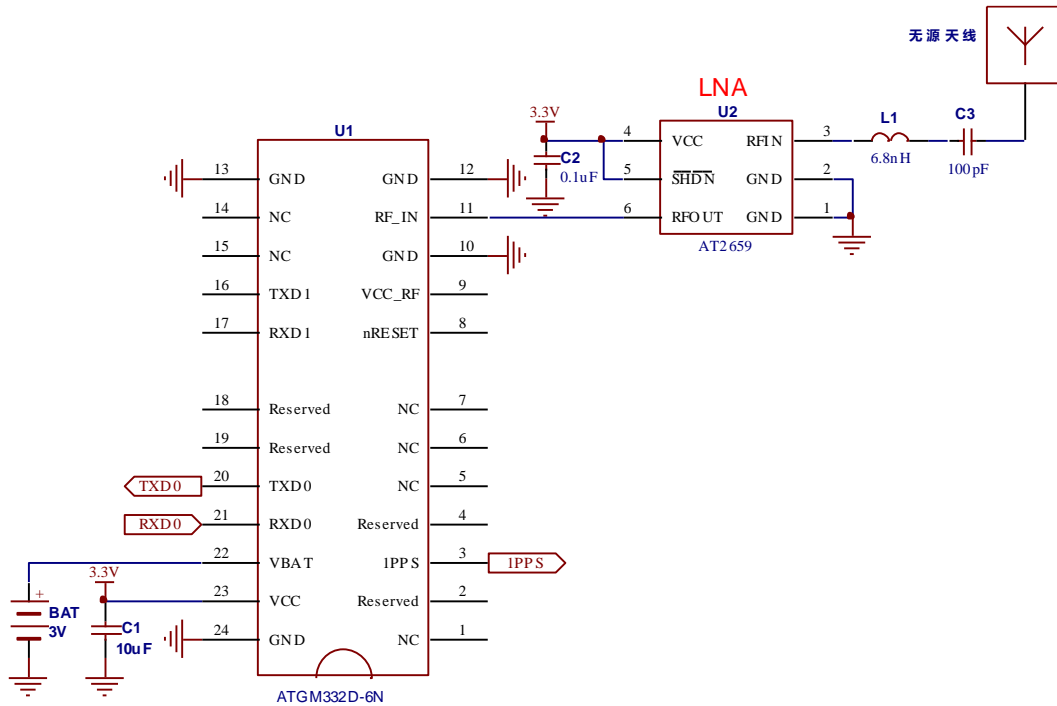 无源天线
LNA
U2
3.3V
4 VCC RFIN 3
L1
6.8nH
C3
100pF
C2
0.1uF
5 SHDN GND 2
6 RFOUT GND 1
AT2659
U1
13 GND GND 12
14 NC RF_IN 11
15 NC GND 10
16 TXD1 VCC_RF 9
17 RXD1 nRESET 8
18 Reserved NC 7
19 Reserved NC 6
TXD0 20 TXD0 NC 5
RXD0 21 RXD0 Reserved 4
22 VBAT 1PPS 3 1PPS
3.3V
23 VCC Reserved 2
+
BAT
3V
C1
10uF
24 GND NC 1
ATGM332D-6N